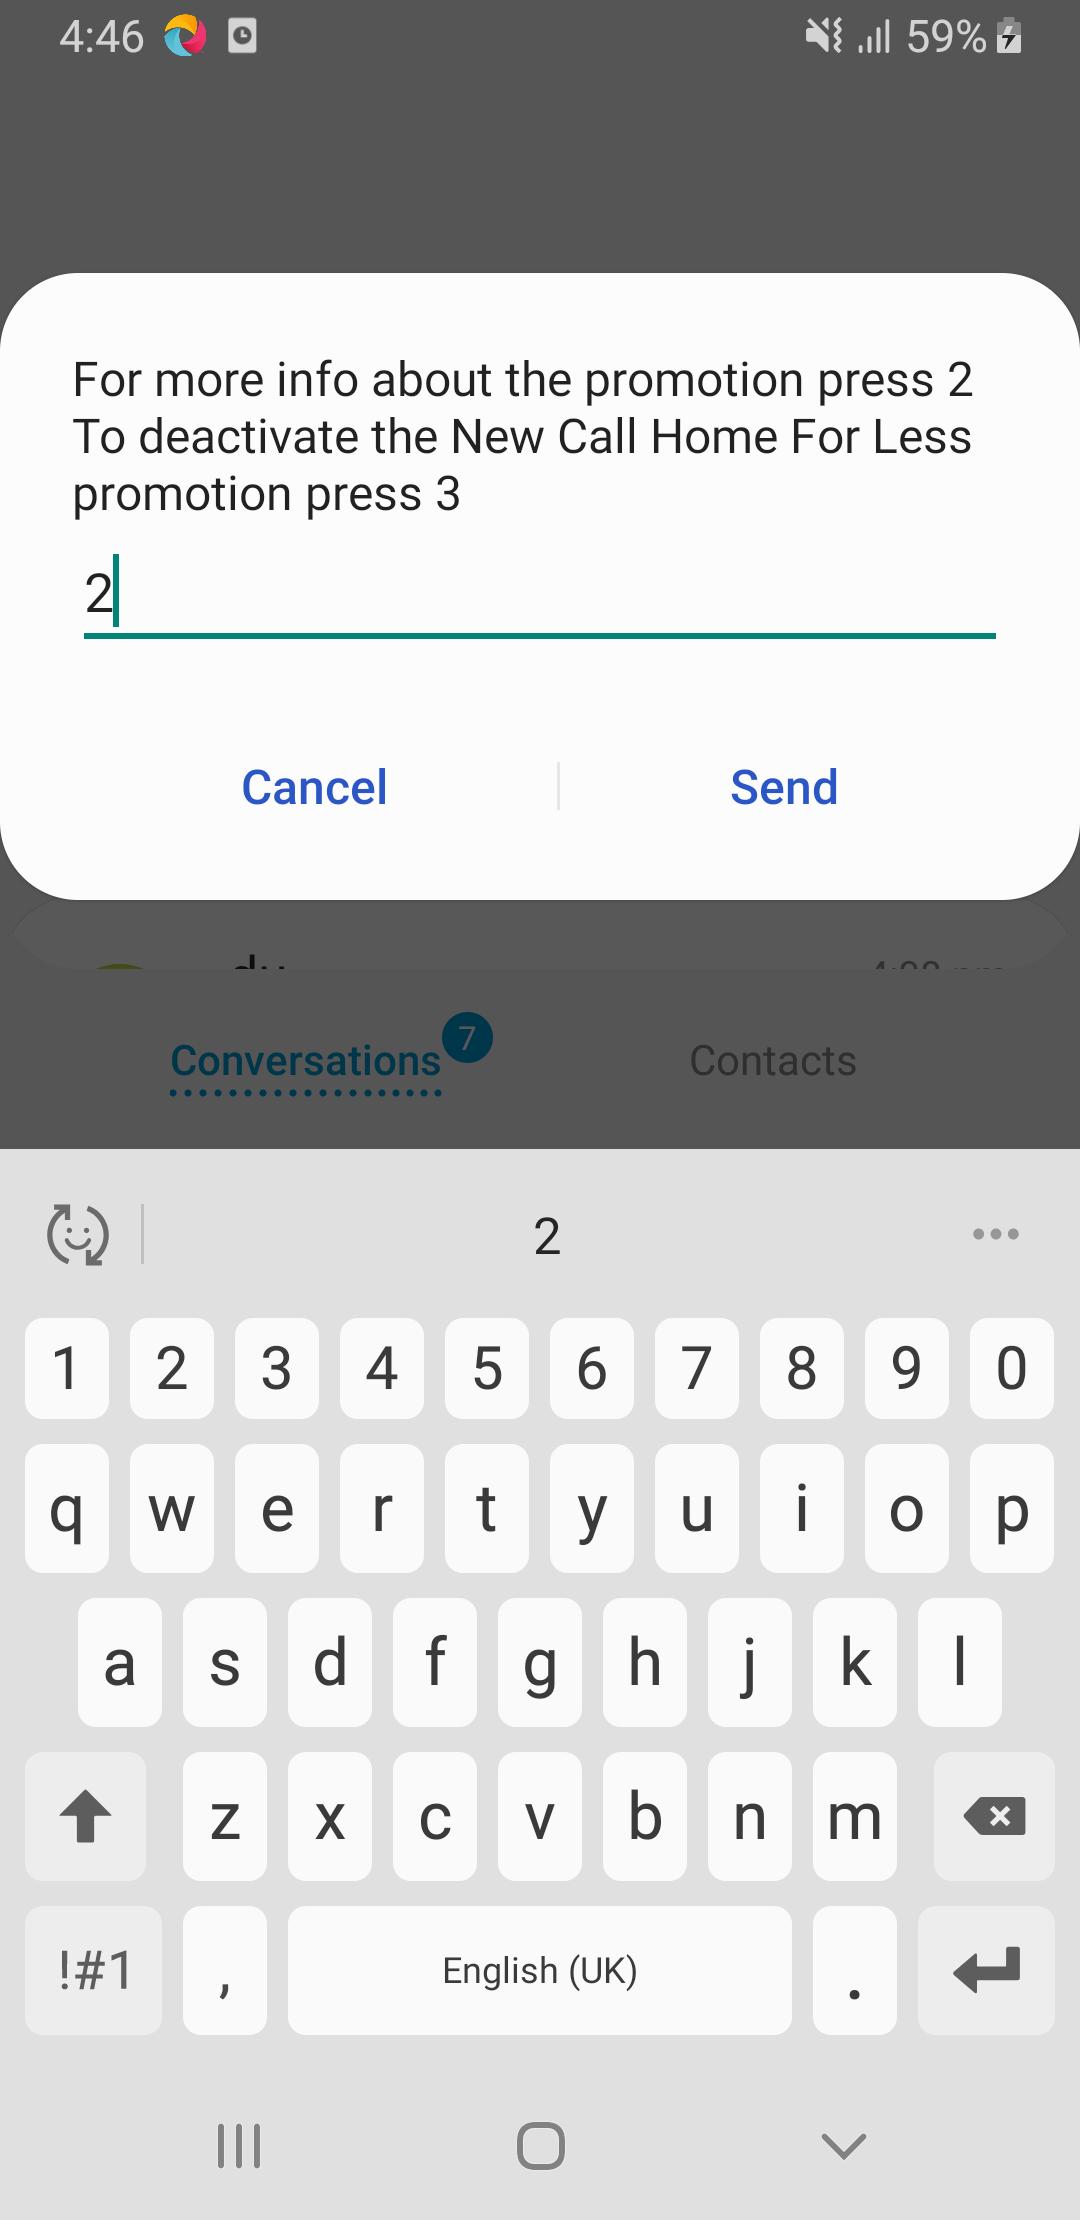 4:46
59%
For more info about the promotion press 2
To deactivate the New Call Home For Less
promotion press 3
2
Cancel
Send
Conversations
7
Contacts
2
1 2 3 4 5 6 7 8 9 0
q w e r t y u i o p
a s d f g h j k l
z x c v b n m
!#1 , English (UK) .